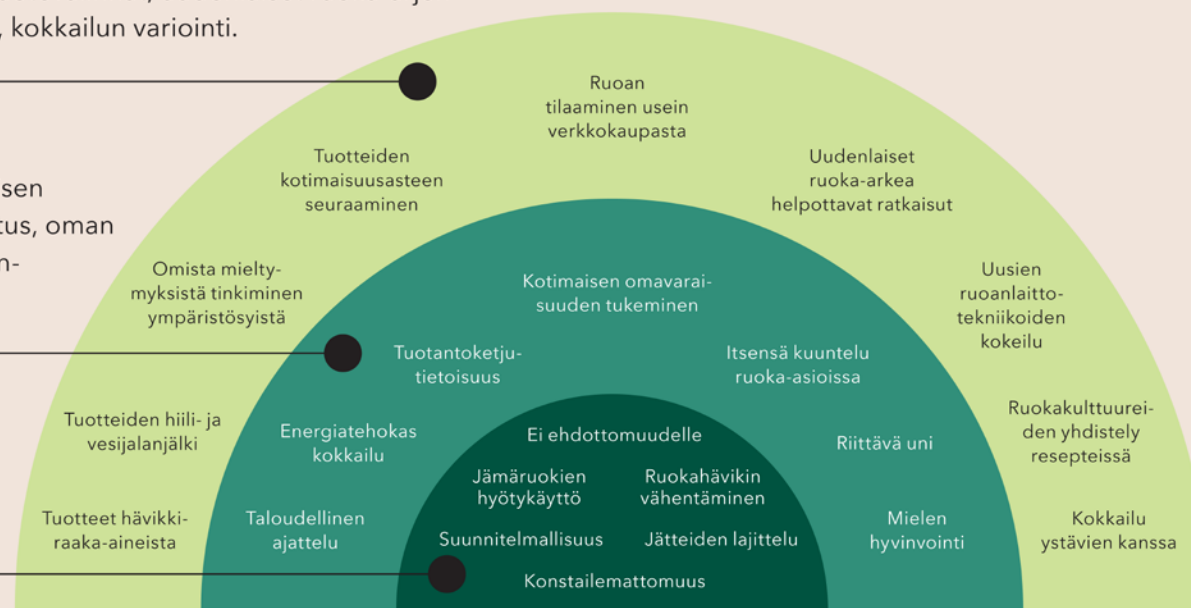 , kokkailun variointi.
sen
tus, oman
n-
Ruoan
tilaaminen usein
verkkokaupasta
Tuotteiden
kotimaisuusasteen
seuraaminen
Uudenlaiset
ruoka-arkea
helpottavat ratkaisut
Omista mielty-
myksistä tinkiminen
ympäristösyistä
Uusien
ruoanlaitto-
tekniikoiden
kokeilu
Tuotteiden hiili- ja
vesijalanjälki
Ruokakulttuurei-
den yhdistely
resepteissä
Tuotteet hävikki-
raaka-aineista
Kokkailu
ystävien kanssa
Kotimaisen omavarai-
suuden tukeminen
Tuotantoketju-
tietoisuus
Itsensä kuuntelu
ruoka-asioissa
Energiatehokas
kokkailu
Riittävä uni
Taloudellinen
ajattelu
Mielen
hyvinvointi
Ei ehdottomuudelle
Jämäruokien
hyötykäyttö
Ruokahävikin
vähentäminen
Suunnitelmallisuus
Jätteiden lajittelu
Konstailemattomuus